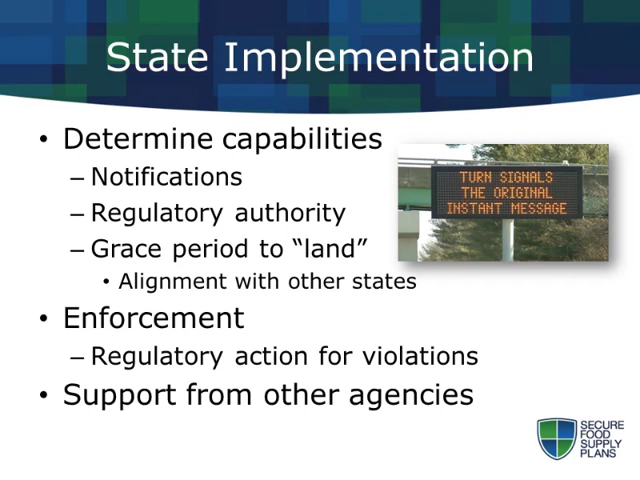 State Implementation
• Determine capabilities
– Notifications
– Regulatory authority
– Grace period to “land”
• Alignment with other states
TURN SIGNALS
THE ORIGINAL
INSTANT MESSAGE
• Enforcement
– Regulatory action for violations
• Support from other agencies
SECURE
FOOD
SUPPLY
PLANS